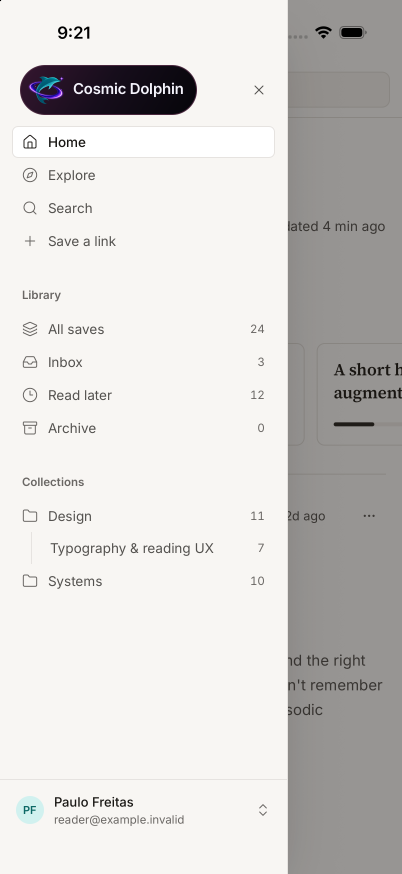 9:21
Cosmic Dolphin
Home
Explore
Search
Save a link
lated 4 min ago
Library
All saves 24
Inbox 3
Read later 12
Archive 0
A short h
augment
Collections
Design 11
2d ago
Typography & reading UX 7
Systems 10
nd the right
n't remember
sodic
PF
Paulo Freitas
reader@example.invalid